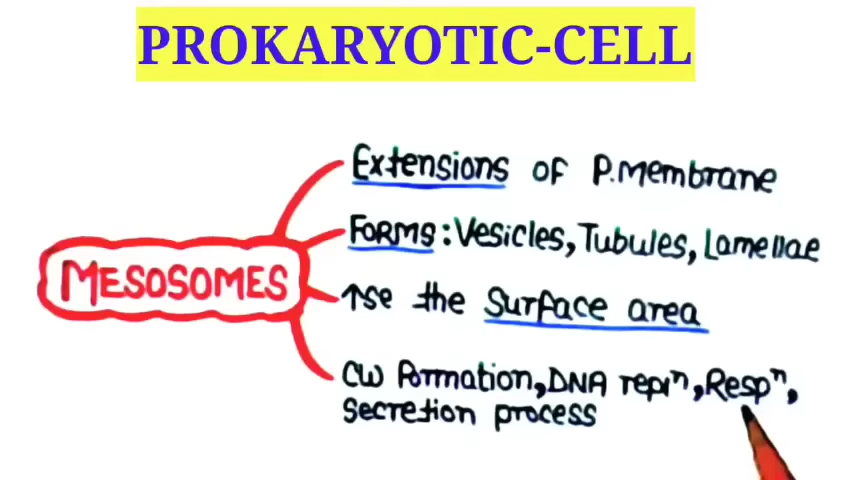 PROKARYOTIC-CELL
Extensions of P.Membrane
Forms: Vesicles, Tubules, Lamellae
MESOSOMES
↑se the Surface area
CW Formation, DNA replⁿ, Respⁿ,
secretion process